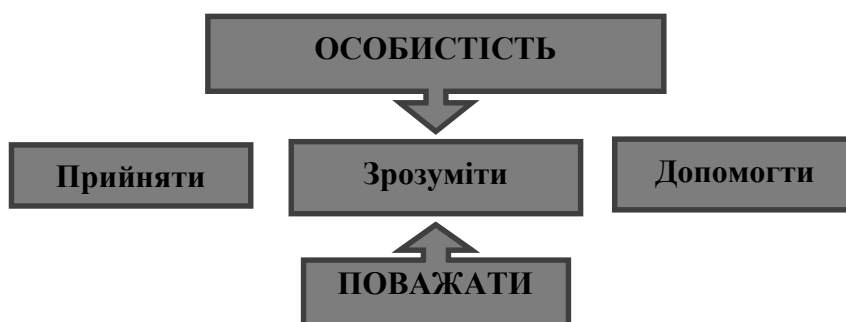 ОСОБИСТІСТЬ
Прийняти
Зрозуміти
Допомогти
ПОВАЖАТИ